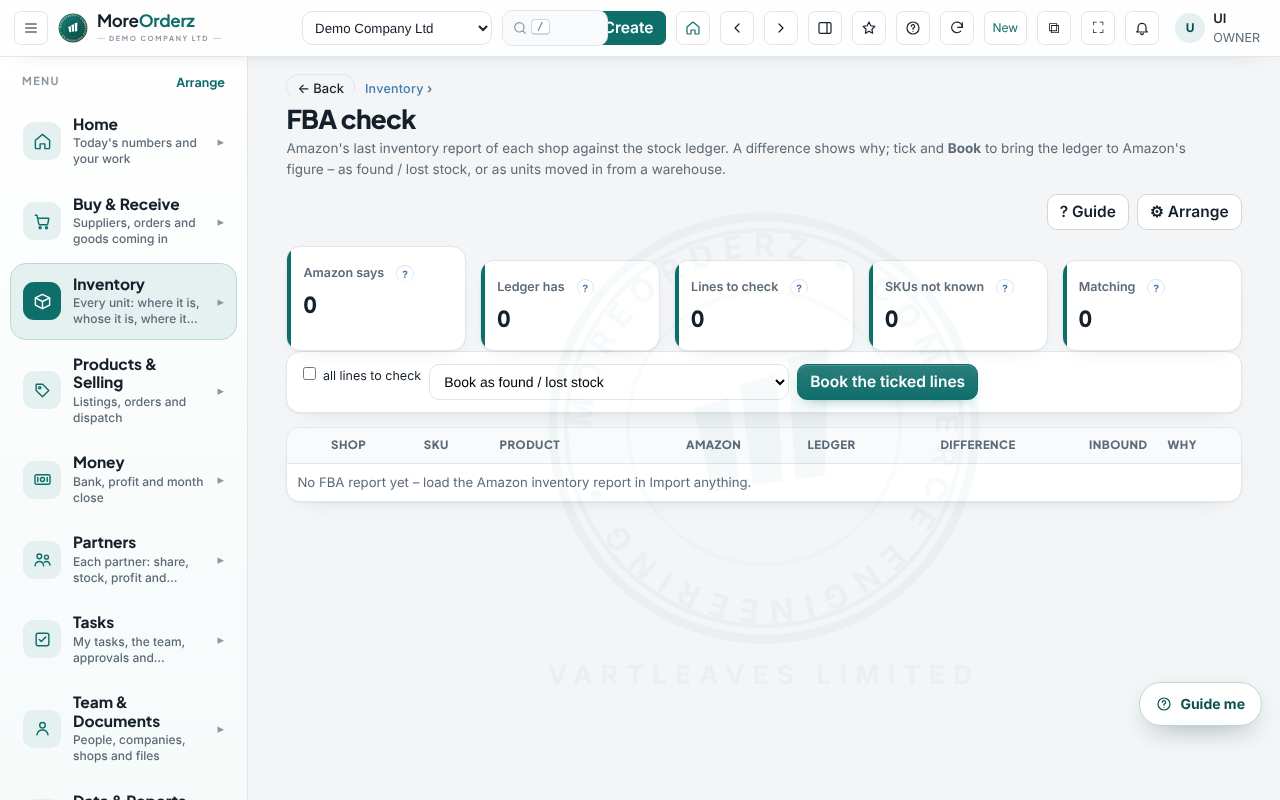 MoreOrderz
— DEMO COMPANY LTD —
Demo Company Ltd
/
Create
New
U
UI
OWNER
MENU
Arrange
Home
Today's numbers and
your work
Buy & Receive
Suppliers, orders and
goods coming in
Inventory
Every unit: where it is,
whose it is, where it...
Products &
Selling
Listings, orders and
dispatch
Money
Bank, profit and month
close
Partners
Each partner: share,
stock, profit and...
Tasks
My tasks, the team,
approvals and...
Team &
Documents
People, companies,
shops and files
Data & Reports
← Back
Inventory ›
FBA check
Amazon's last inventory report of each shop against the stock ledger. A difference shows why; tick and Book to bring the ledger to Amazon's
figure – as found / lost stock, or as units moved in from a warehouse.
? Guide
⚙ Arrange
Amazon says ?
0
Ledger has ?
0
Lines to check ?
0
SKUs not known ?
0
Matching ?
0
all lines to check
Book as found / lost stock
Book the ticked lines
SHOP SKU PRODUCT AMAZON LEDGER DIFFERENCE INBOUND WHY
No FBA report yet – load the Amazon inventory report in Import anything.
MOREORDERZ
COMMERCE ENGINEERING
VARTLEAVES LIMITED
Guide me